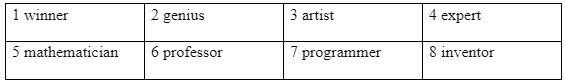 1 winner 2 genius 3 artist 4 expert
5 mathematician 6 professor 7 programmer 8 inventor